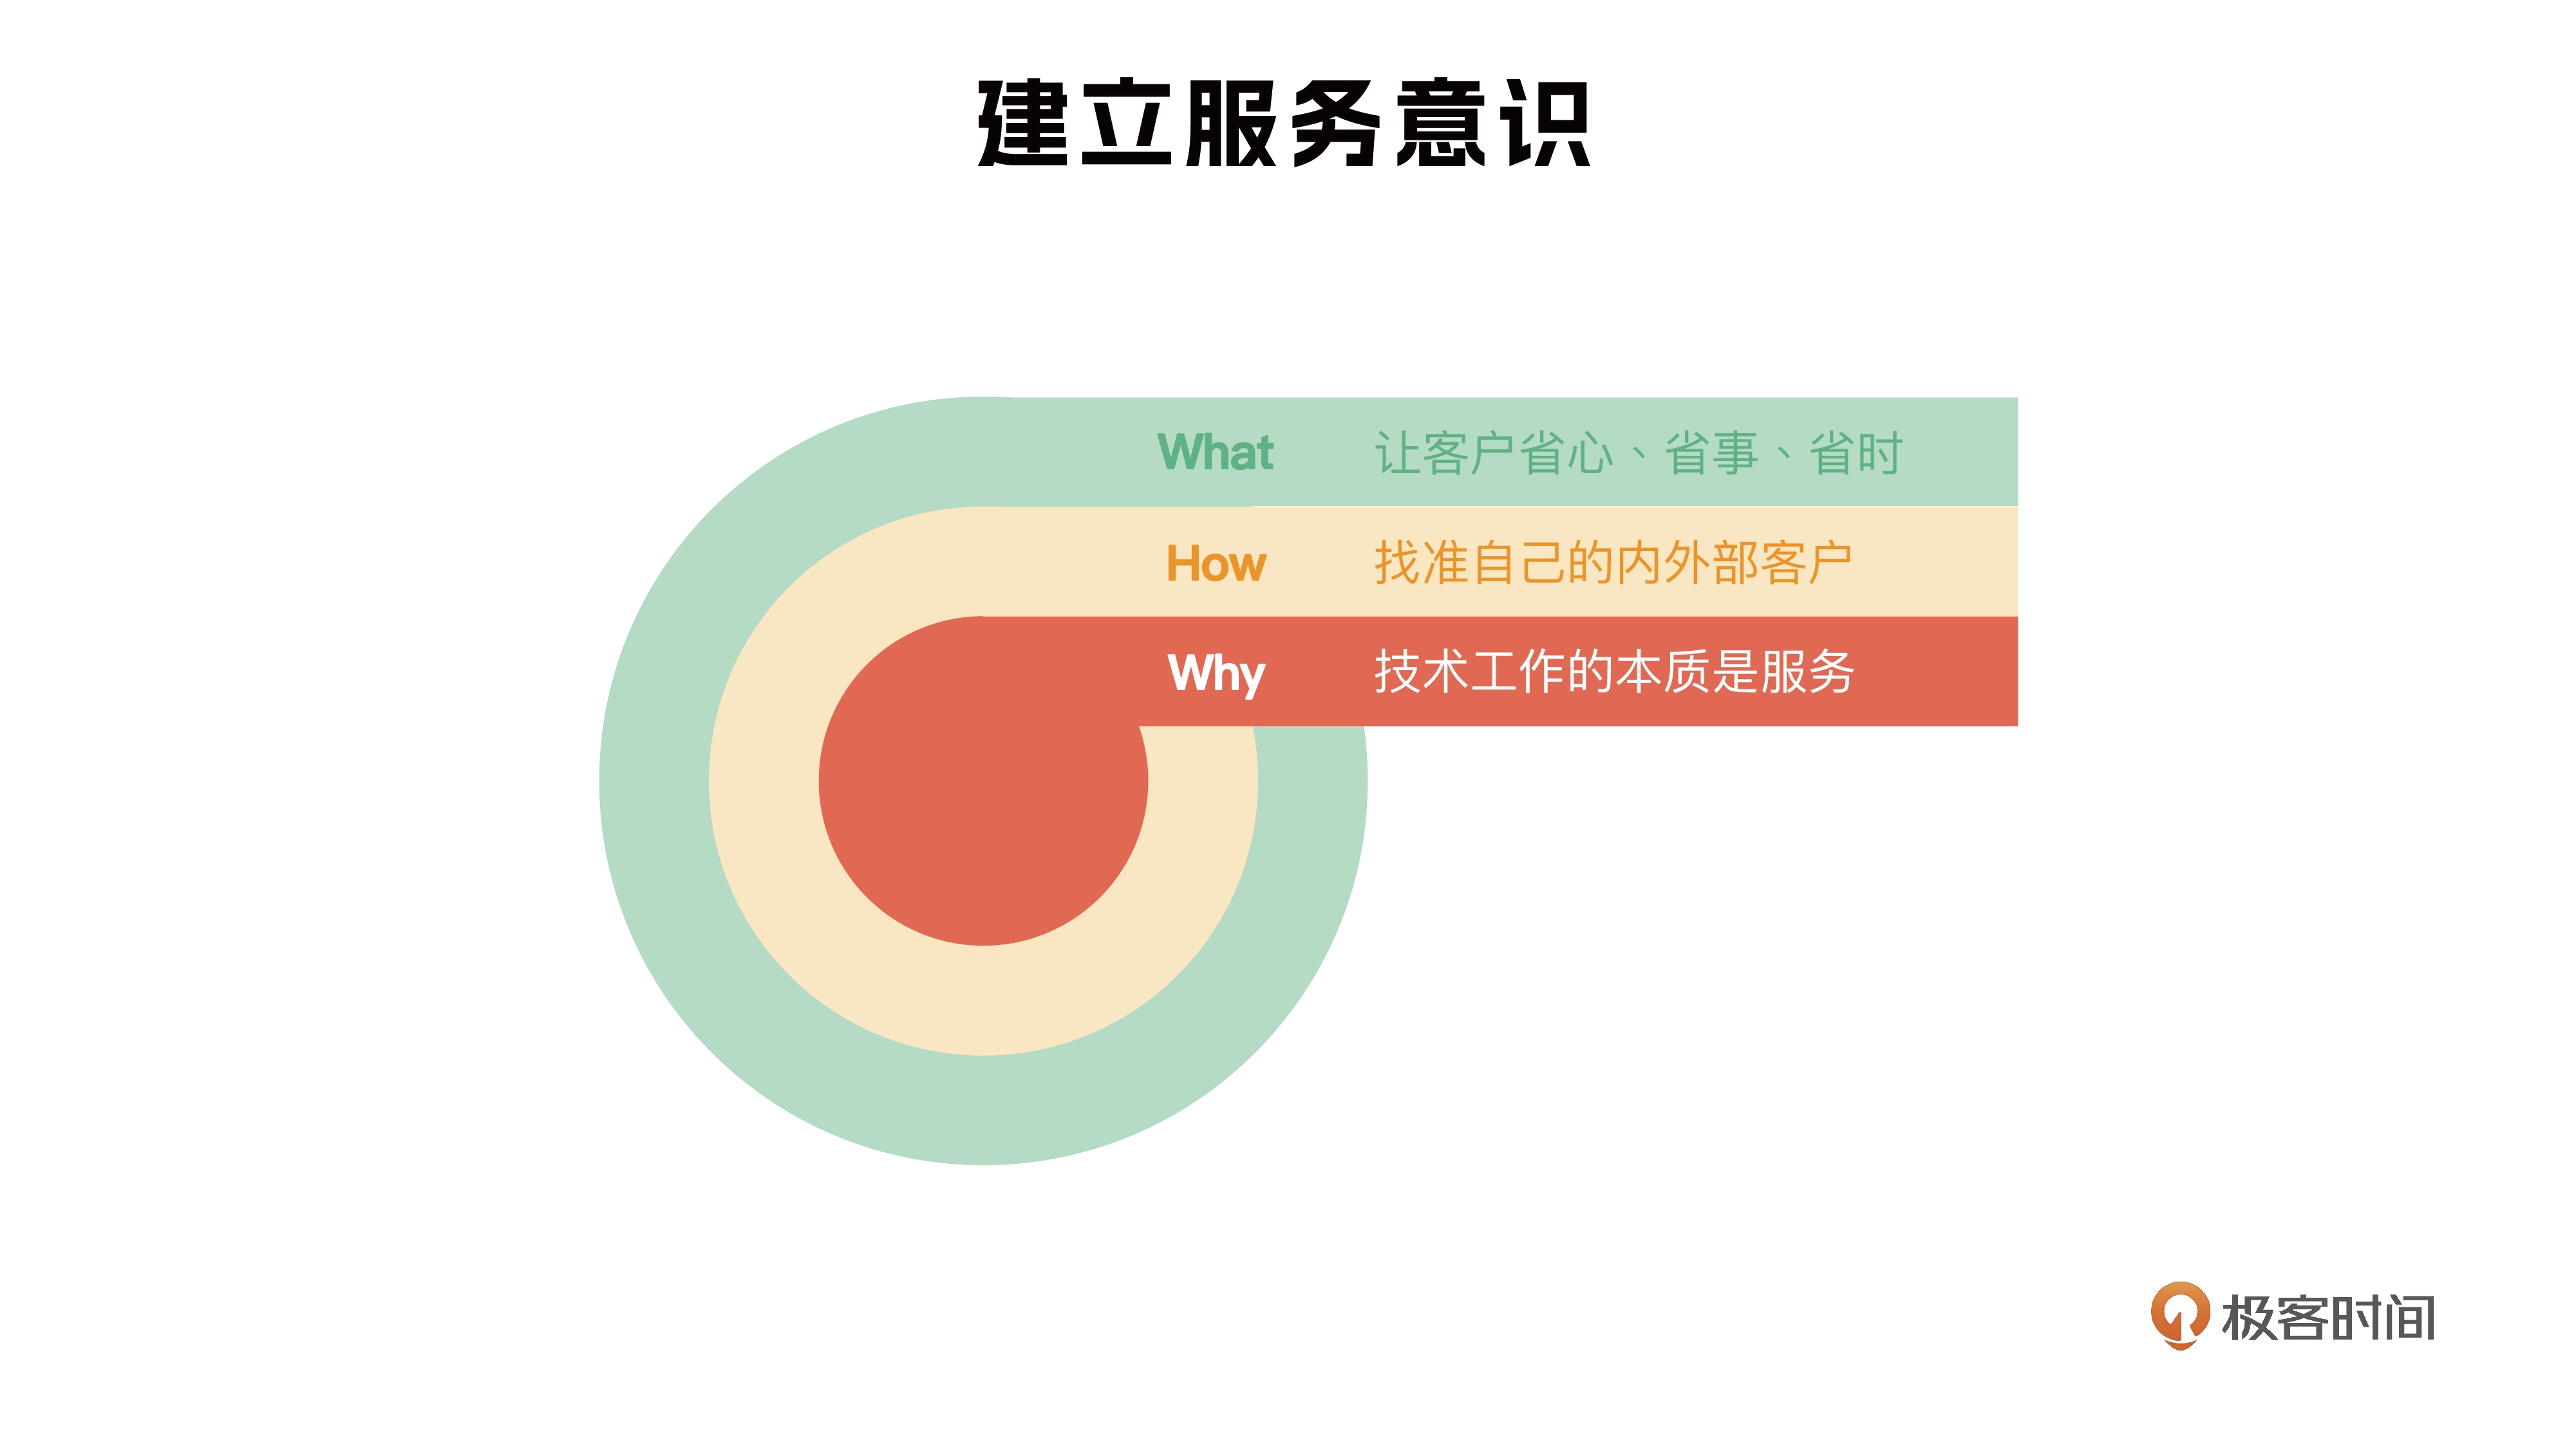 建立服务意识
What 让客户省心、省事、省时
How 找准自己的内外部客户
Why 技术工作的本质是服务
极客时间